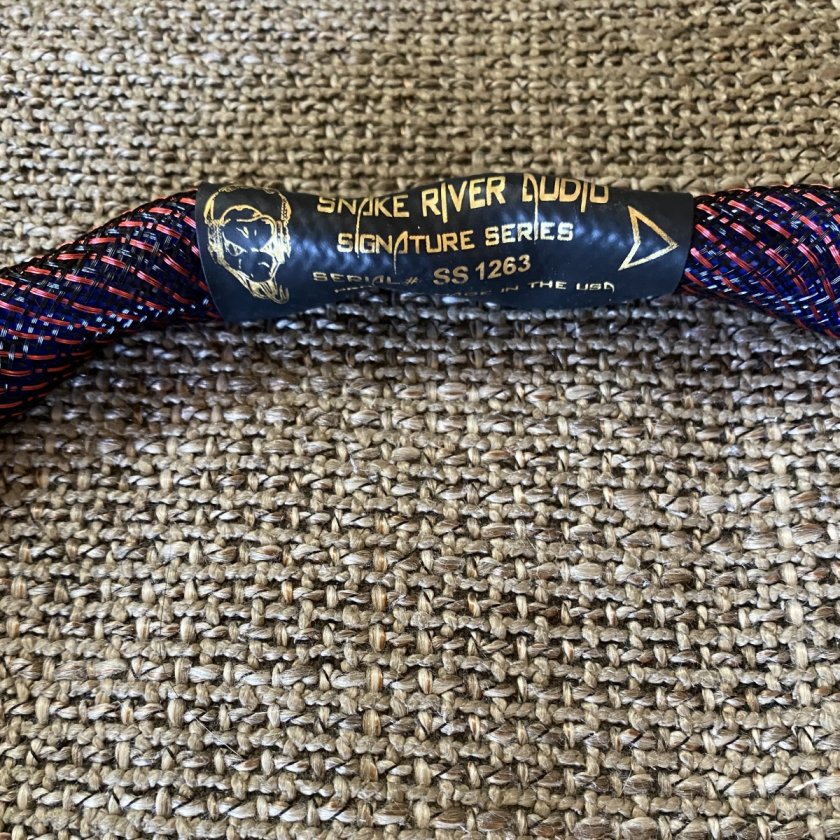 SNAKE RIVER AUDIO
SIGNATURE SERIES
SERIAL# SS 1263
IN THE USA